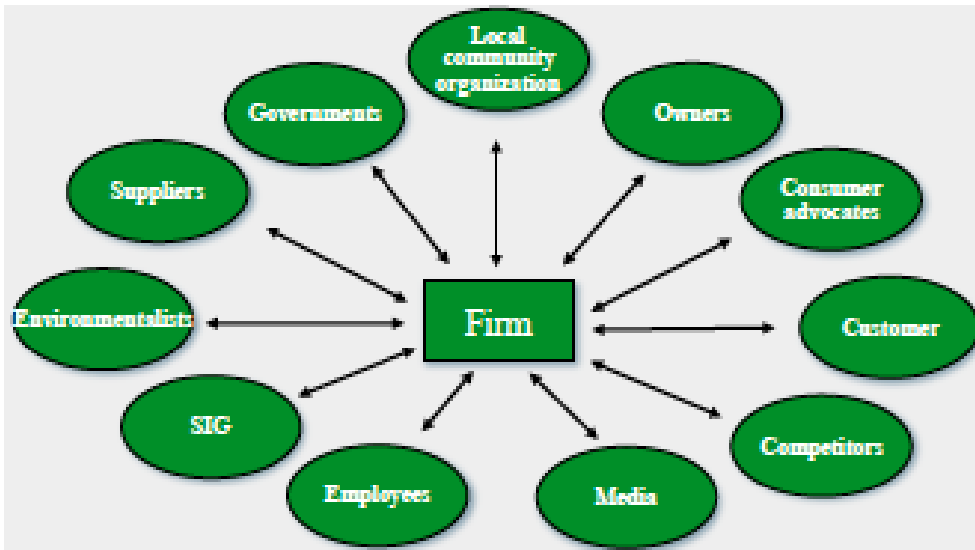 Local
community
organization
Governments
Owners
Suppliers
Consumer
advocates
Environmentalists
Firm
Customer
SIG
Competitors
Employees
Media